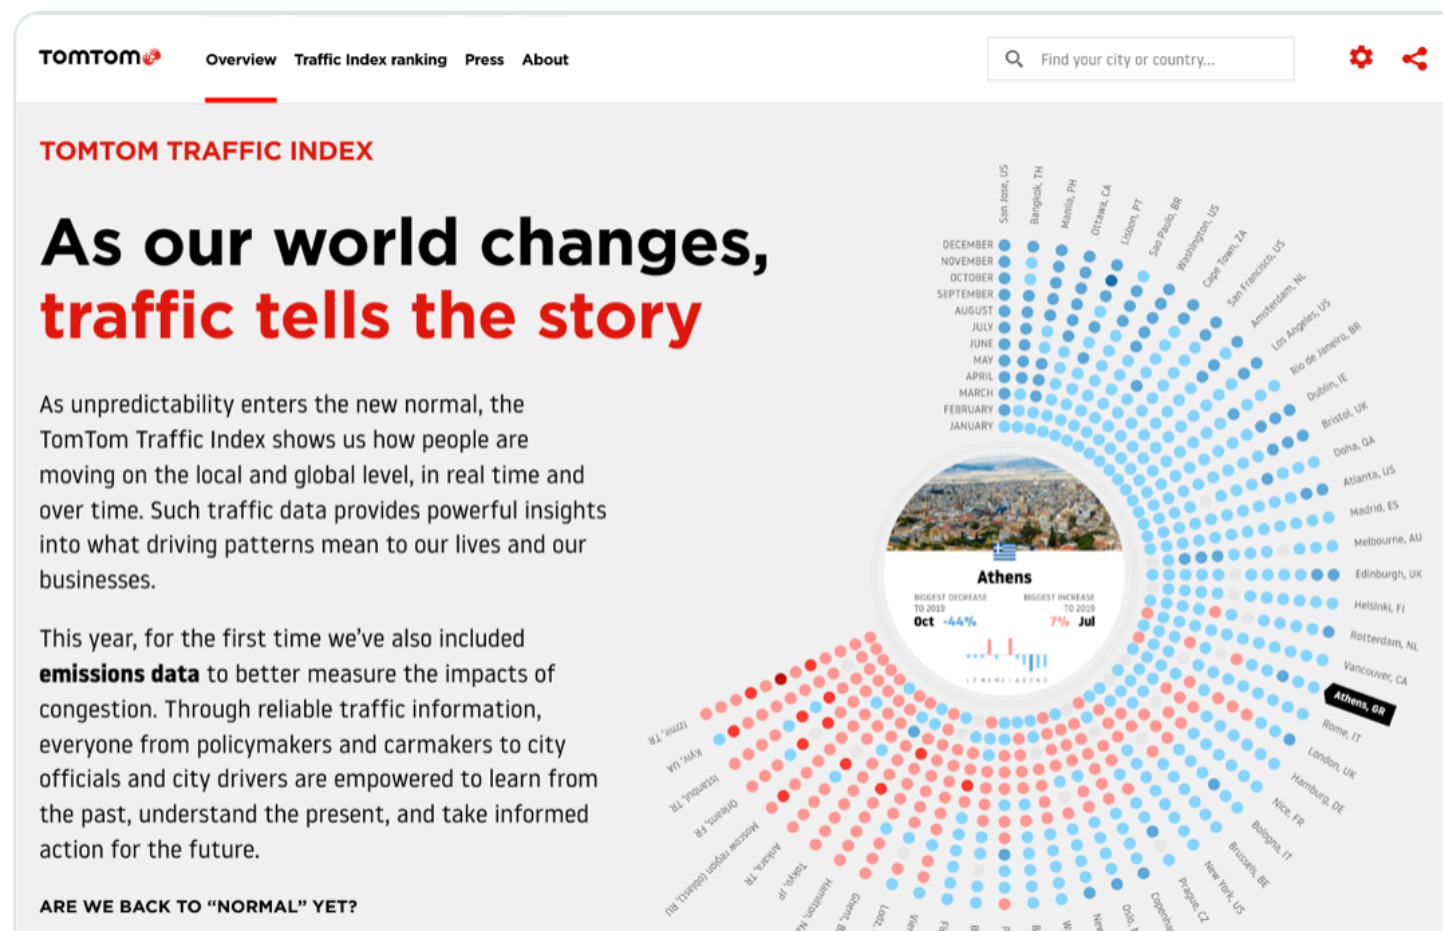 TOMTOM
Overview Traffic Index ranking Press About
Find your city or country...
TOMTOM TRAFFIC INDEX
As our world changes,
traffic tells the story
As unpredictability enters the new normal, the
TomTom Traffic Index shows us how people are
moving on the local and global level, in real time and
over time. Such traffic data provides powerful insights
into what driving patterns mean to our lives and our
businesses.
This year, for the first time we've also included
emissions data to better measure the impacts of
congestion. Through reliable traffic information,
everyone from policymakers and carmakers to city
officials and city drivers are empowered to learn from
the past, understand the present, and take informed
action for the future.
ARE WE BACK TO “NORMAL” YET?
DECEMBER
NOVEMBER
OCTOBER
SEPTEMBER
AUGUST
JULY
JUNE
MAY
APRIL
MARCH
FEBRUARY
JANUARY
San Jose, US
Bangkok, TH
Manila, PH
Ottawa, CA
Lisbon, PT
Sao Paulo, BR
Washington, US
Cape Town, ZA
San Francisco, US
Amsterdam, NL
Los Angeles, US
Rio de Janeiro, BR
Dublin, IE
Bristol, UK
Doha, QA
Atlanta, US
Madrid, ES
Melbourne, AU
Edinburgh, UK
Helsinki, FI
Rotterdam, NL
Vancouver, CA
Athens, GR
Rome, IT
London, UK
Hamburg, DE
Nice, FR
Bologna, IT
Brussels, BE
New York, US
Prague, CZ
Copenha
Oslo,
New
W
B
P
B
Fl
Vie
Lodz,
Ghent, B
Hamilton, N
Tokyo, JP
Ankara, TR
Moscow region (oblast), RU
Orleans, FR
Istanbul, TR
Kyiv, UA
Izmir, TR
Athens
BIGGEST DECREASE
TO 2019
Oct -44%
BIGGEST INCREASE
TO 2019
7% Jul
J F M A M J J A S O N D